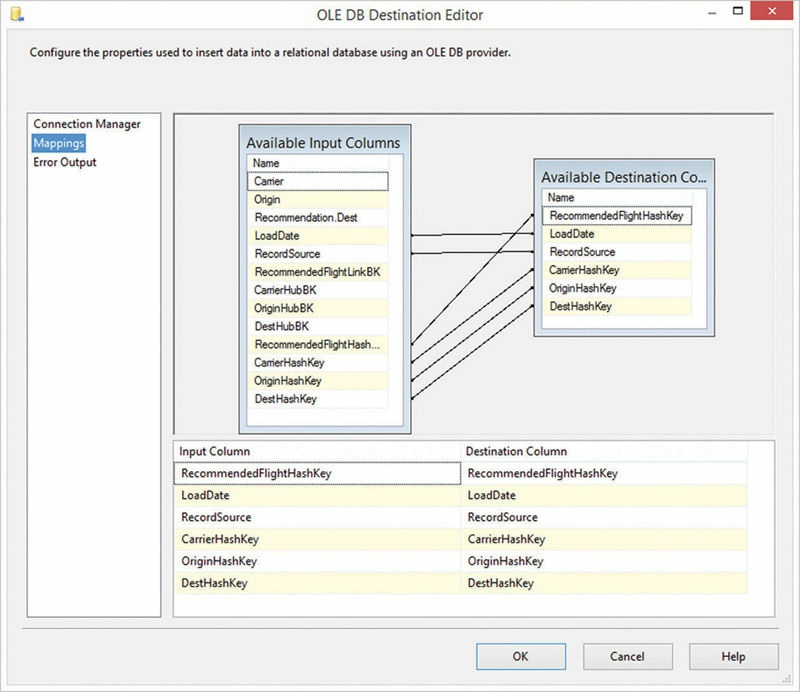 OLE DB Destination Editor
Configure the properties used to insert data into a relational database using an OLE DB provider.
Connection Manager
Mappings
Error Output
Available Input Columns
Name
Carrier
Origin
Recommendation.Dest
LoadDate
RecordSource
RecommendedFlightLinkBK
CarrierHubBK
OriginHubBK
DestHubBK
RecommendedFlightHash...
CarrierHashKey
OriginHashKey
DestHashKey
Available Destination Co...
Name
RecommendedFlightHashKey
LoadDate
RecordSource
CarrierHashKey
OriginHashKey
DestHashKey
Input Column Destination Column
RecommendedFlightHashKey RecommendedFlightHashKey
LoadDate LoadDate
RecordSource RecordSource
CarrierHashKey CarrierHashKey
OriginHashKey OriginHashKey
DestHashKey DestHashKey
OK Cancel Help